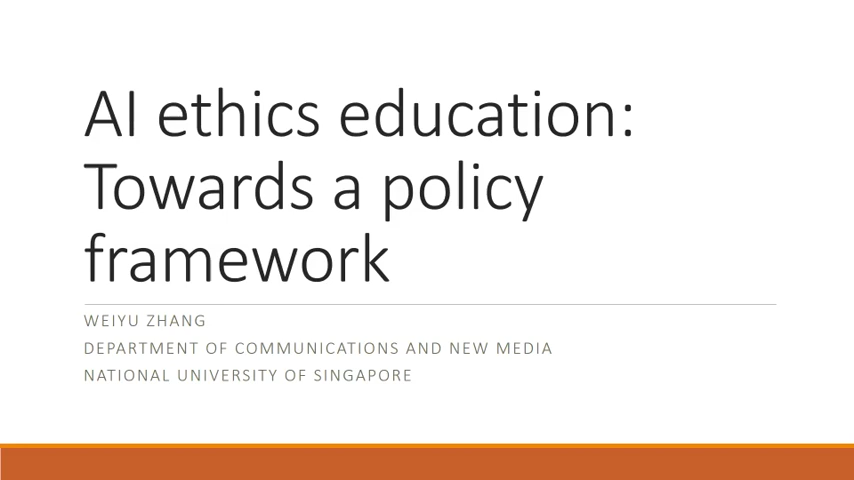 AI ethics education:
Towards a policy
framework
WEIYU ZHANG
DEPARTMENT OF COMMUNICATIONS AND NEW MEDIA
NATIONAL UNIVERSITY OF SINGAPORE